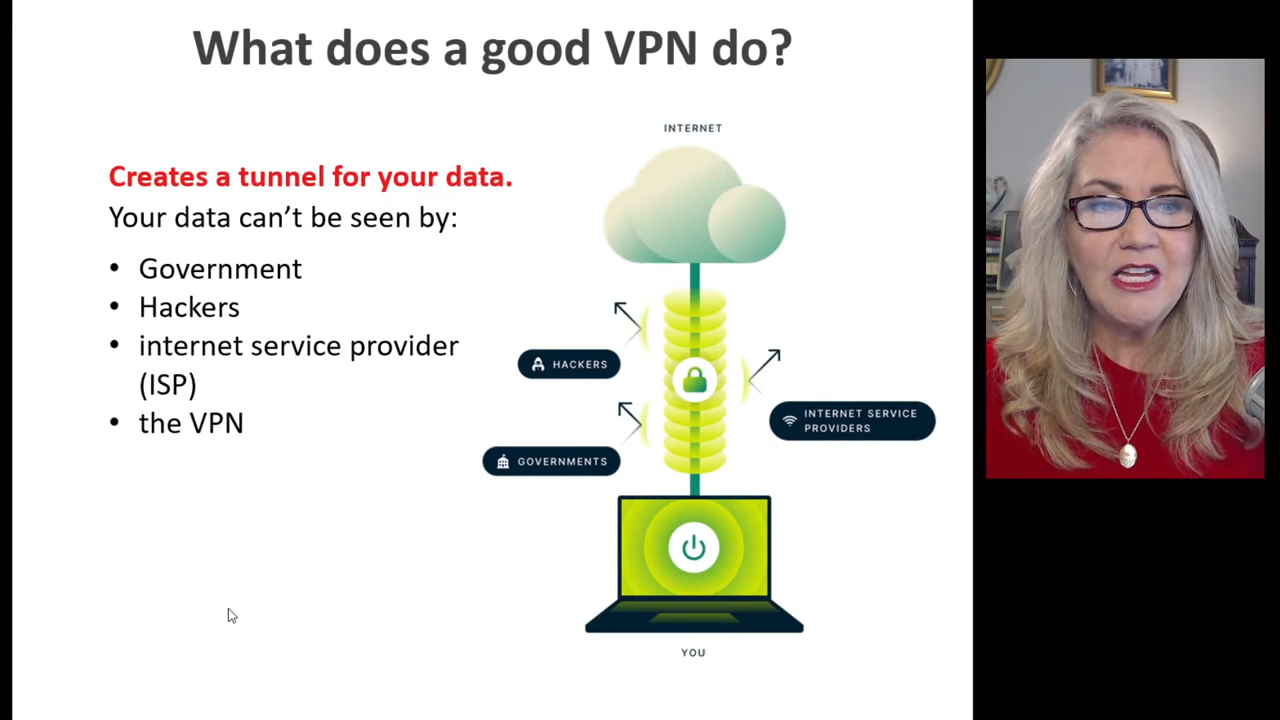 What does a good VPN do?
Creates a tunnel for your data.
Your data can’t be seen by:
• Government
• Hackers
• internet service provider
(ISP)
• the VPN
INTERNET
HACKERS
INTERNET SERVICE
PROVIDERS
GOVERNMENTS
YOU